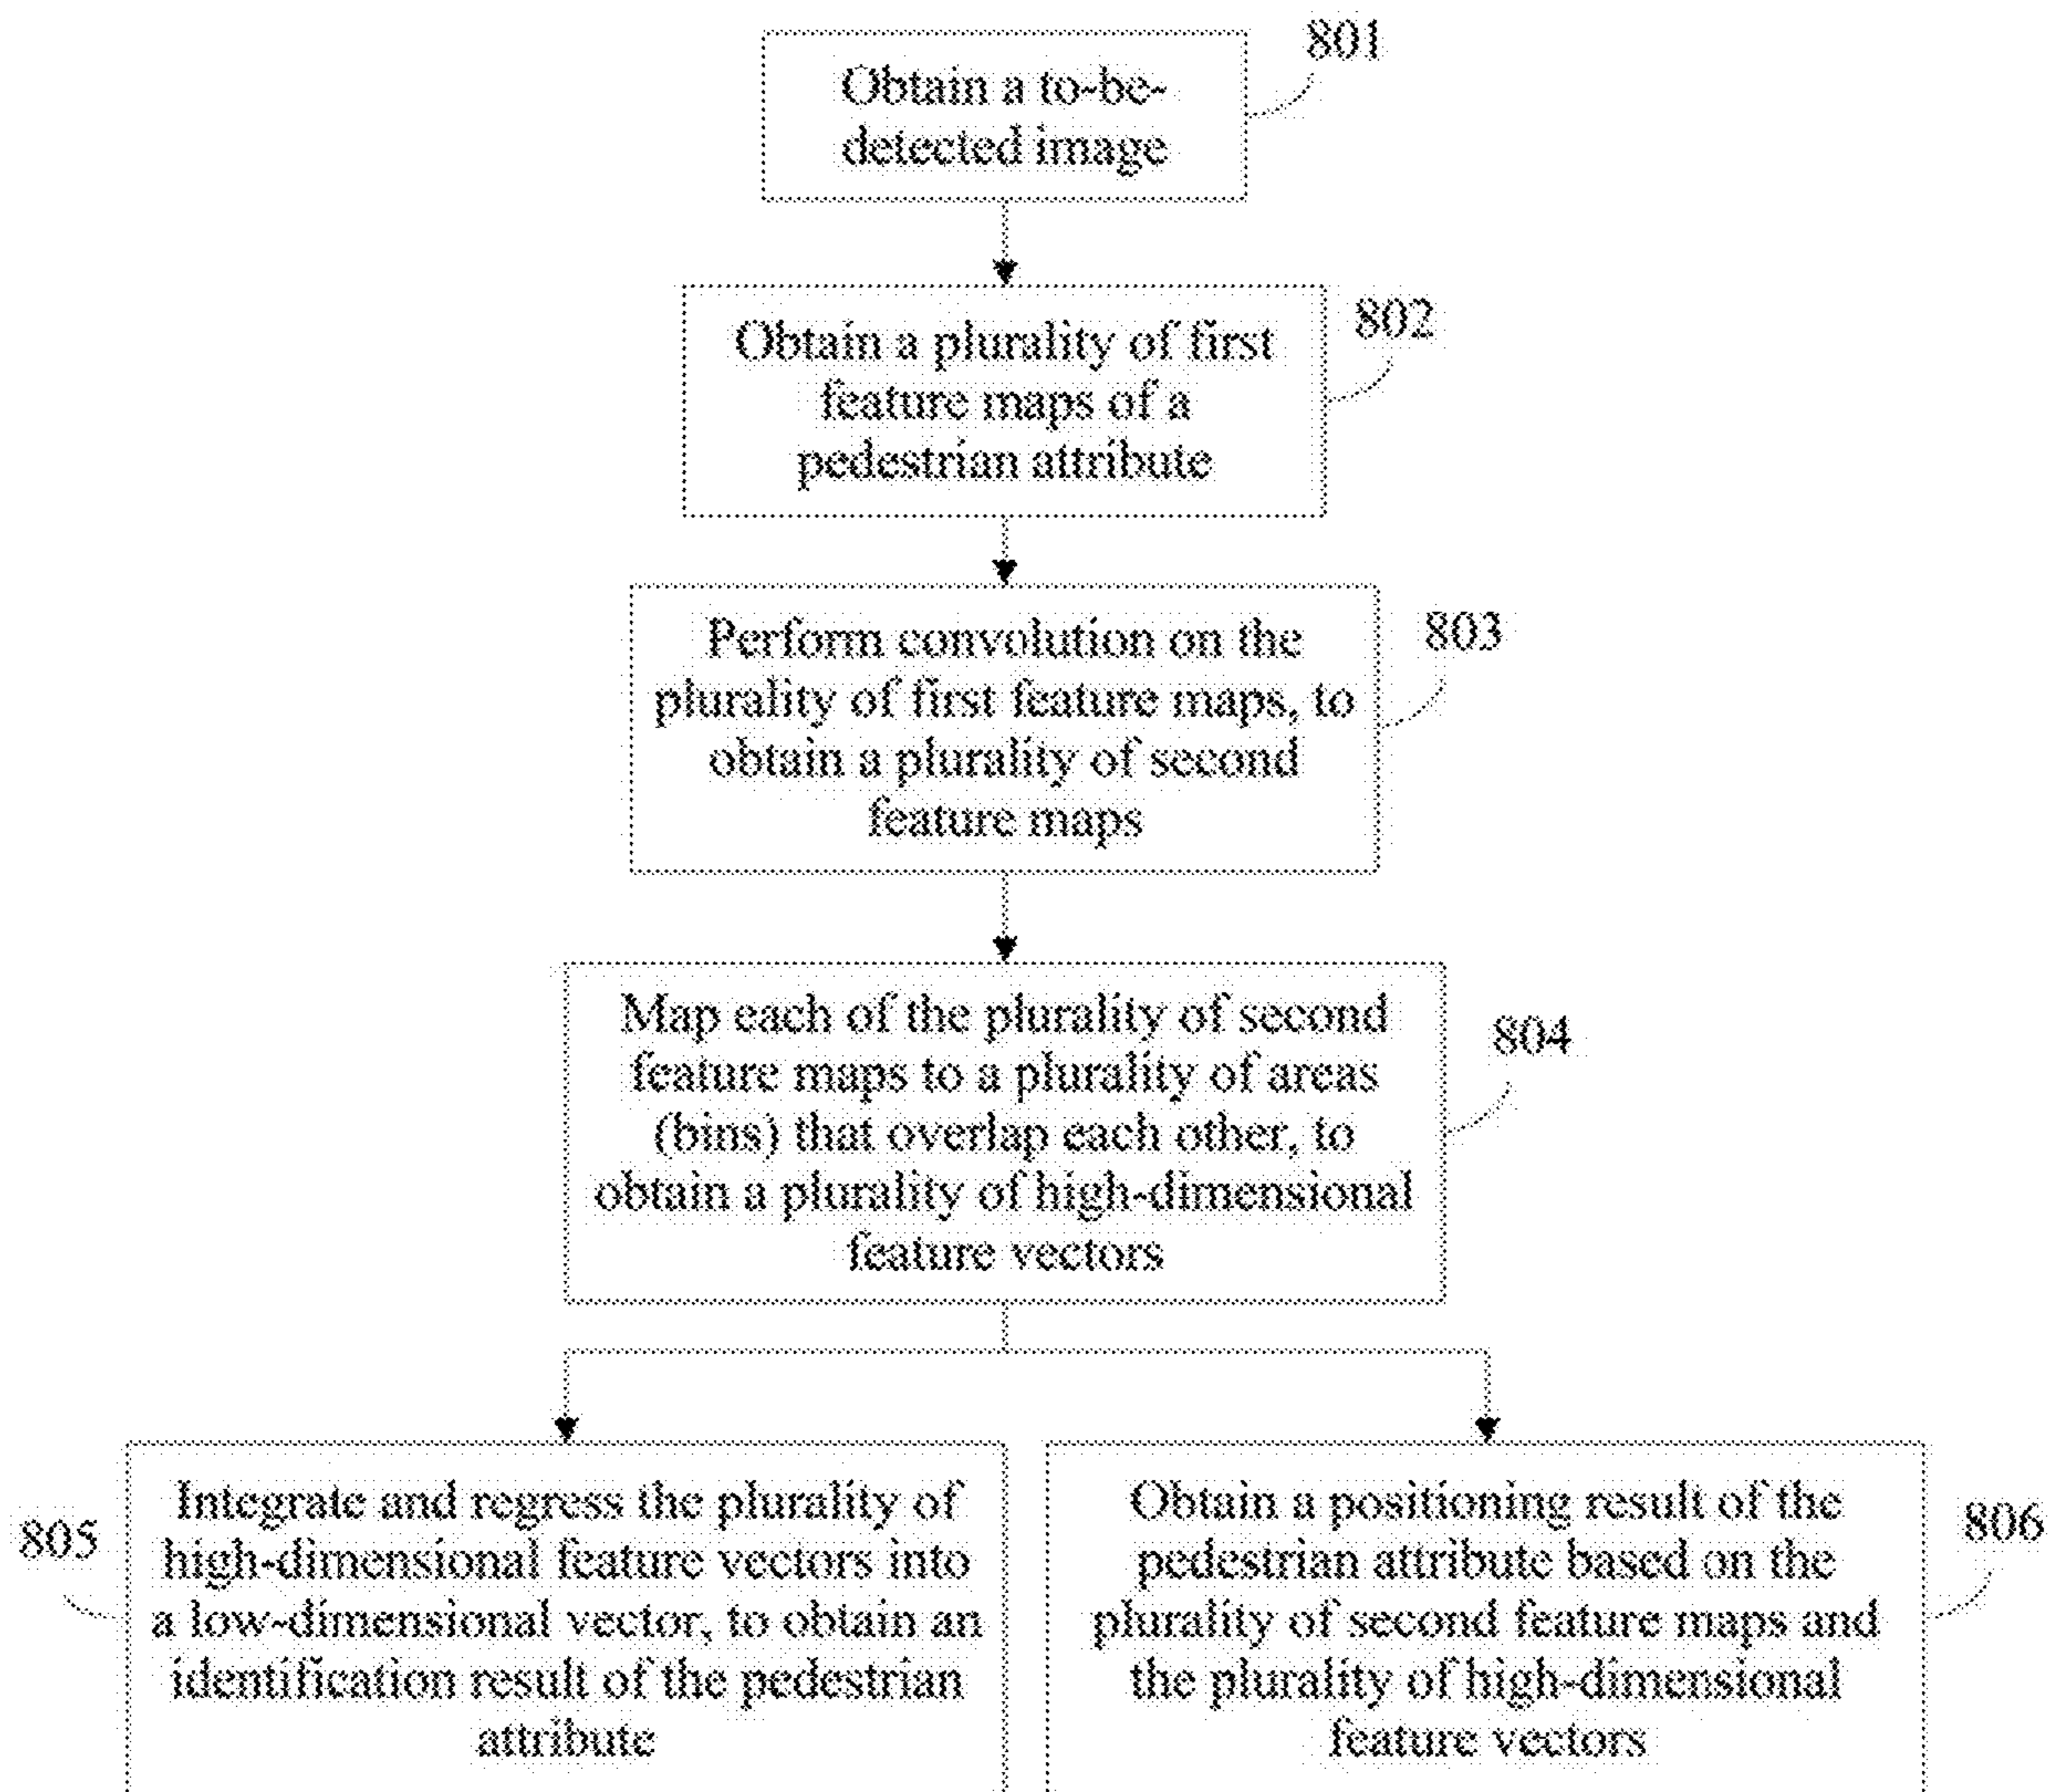 801
Obtain a to-be-
detected image
802
Obtain a plurality of first
feature maps of a
pedestrian attribute
803
Perform convolution on the
plurality of first feature maps, to
obtain a plurality of second
feature maps
804
Map each of the plurality of second
feature maps to a plurality of areas
(bins) that overlap each other, to
obtain a plurality of high-dimensional
feature vectors
805
Integrate and regress the plurality of
high-dimensional feature vectors into
a low-dimensional vector, to obtain an
identification result of the pedestrian
attribute
806
Obtain a positioning result of the
pedestrian attribute based on the
plurality of second feature maps and
the plurality of high-dimensional
feature vectors